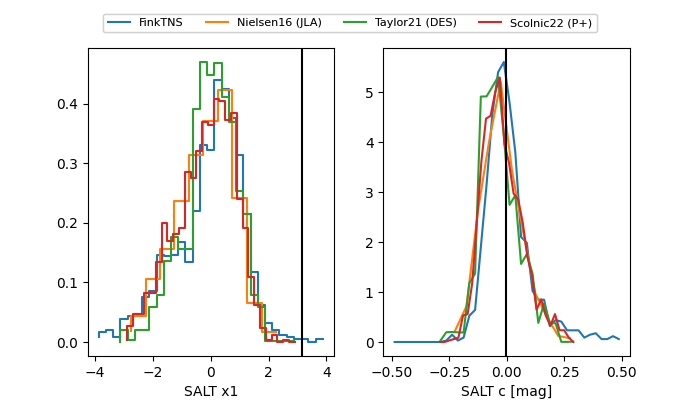 FinkTNS Nielsen16 (JLA) Taylor21 (DES) Scolnic22 (P+)
0.4
0.3
0.2
0.1
0.0
−4 −2 0 2 4
SALT x1
5
4
3
2
1
0
−0.50 −0.25 0.00 0.25 0.50
SALT c [mag]